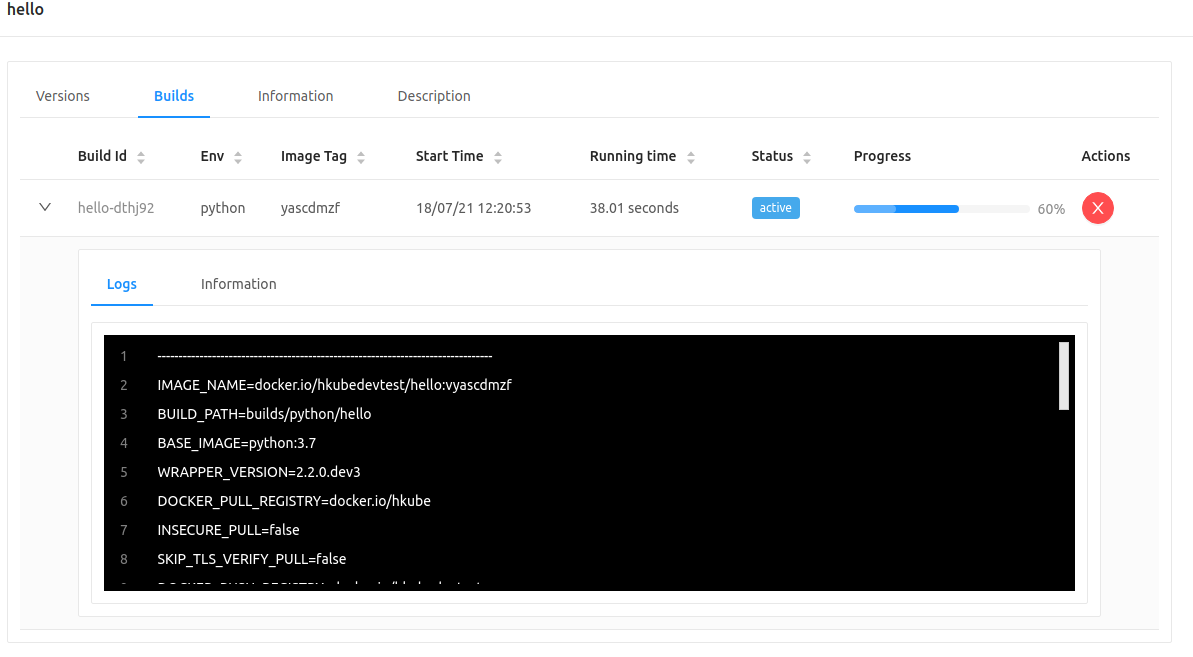 hello
Versions Builds Information Description
Build Id Env Image Tag Start Time Running time Status Progress Actions
hello-dthj92 python yascdmzf 18/07/21 12:20:53 38.01 seconds active 60%
Logs Information
1 --------------------------------------------------------------------------------
2 IMAGE_NAME=docker.io/hkubedevtest/hello:vyascdmzf
3 BUILD_PATH=builds/python/hello
4 BASE_IMAGE=python:3.7
5 WRAPPER_VERSION=2.2.0.dev3
6 DOCKER_PULL_REGISTRY=docker.io/hkube
7 INSECURE_PULL=false
8 SKIP_TLS_VERIFY_PULL=false